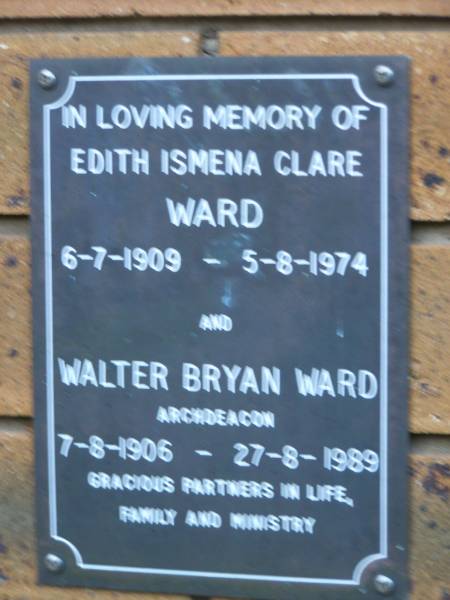 IN LOVING MEMORY OF
EDITH ISMENA CLARE
WARD
6-7-1909 - 5-8-1974
AND
WALTER BRYAN WARD
ARCHDEACON
7-8-1906 - 27-8-1989
GRACIOUS PARTNERS IN LIFE,
FAMILY AND MINISTRY